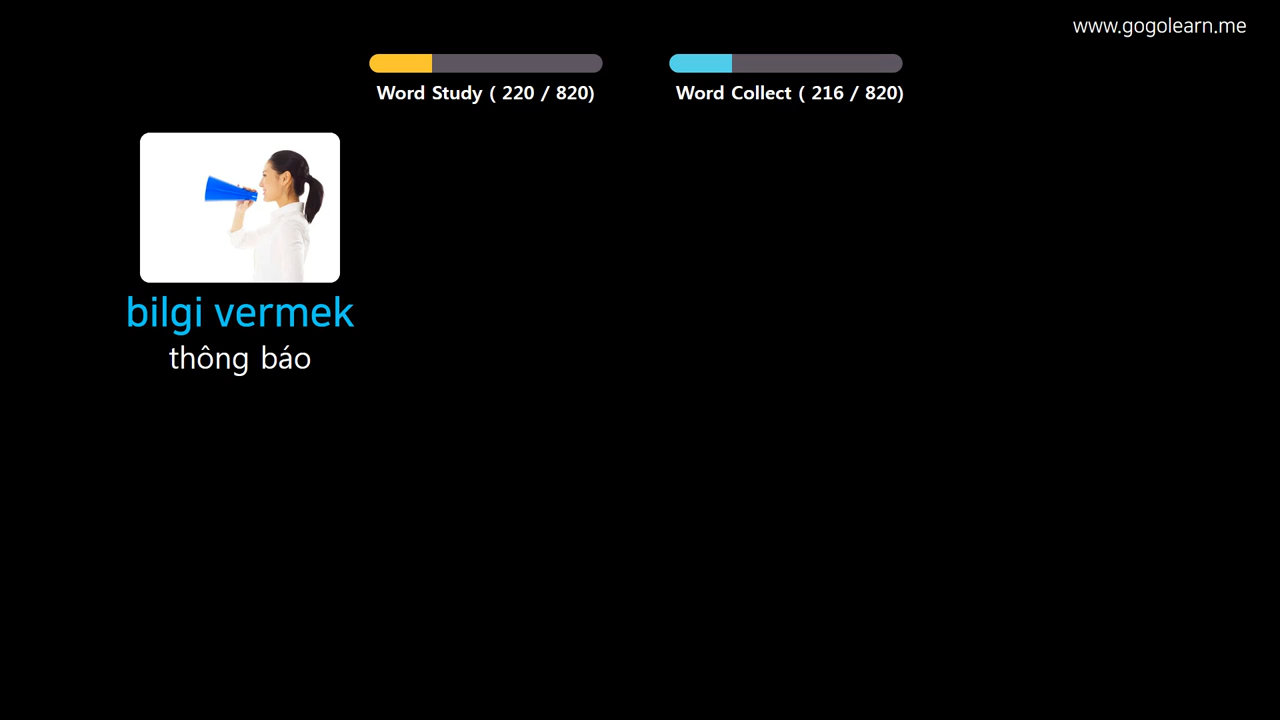 www.gogolearn.me
Word Study ( 220 / 820)
Word Collect ( 216 / 820)
bilgi vermek
thông báo